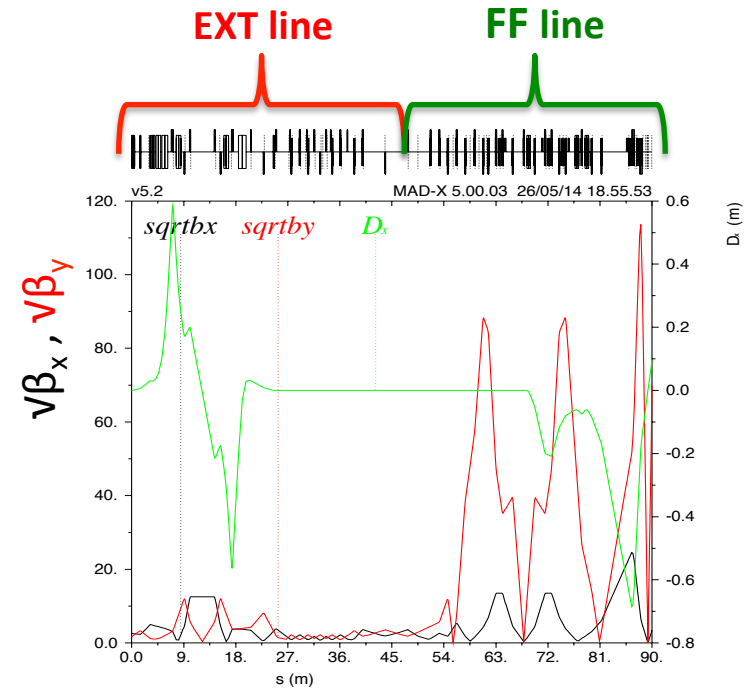 EXT line FF line
v5.2 MAD-X 5.00.03 26/05/14 18.55.53
sqrtbx sqrtby Dx
120.
100.
80.
60.
40.
20.
0.0
√βx , √βy
0.6
0.4
0.2
0.0
-0.2
-0.4
-0.6
-0.8
Dx (m)
0.0 9. 18. 27. 36. 45. 54. 63. 72. 81. 90.
s (m)